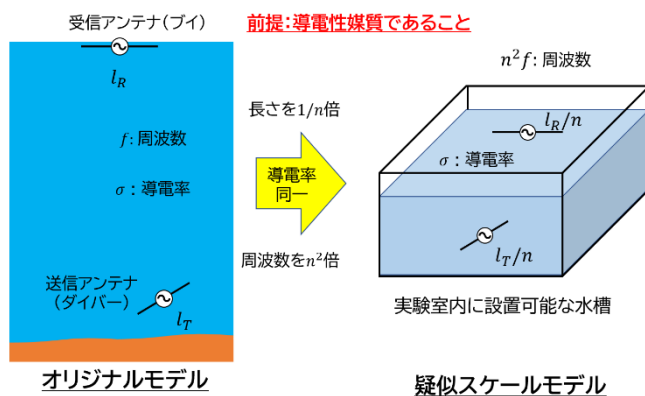 受信アンテナ(ブイ)
前提:導電性媒質であること
l_R
f: 周波数
σ:導電率
送信アンテナ
(ダイバー)
l_T
オリジナルモデル
長さを1/n倍
導電率
同一
周波数をn²倍
n²f: 周波数
l_R/n
σ:導電率
l_T/n
実験室内に設置可能な水槽
疑似スケールモデル